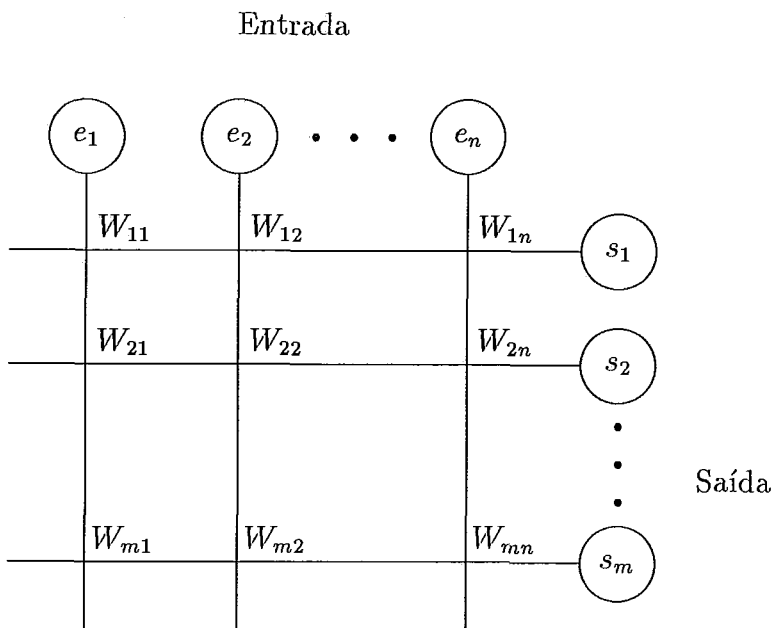 Entrada
e₁ e₂ • • • eₙ
W₁₁ W₁₂ W₁ₙ s₁
W₂₁ W₂₂ W₂ₙ s₂
Saída
Wₘ₁ Wₘ₂ Wₘₙ sₘ